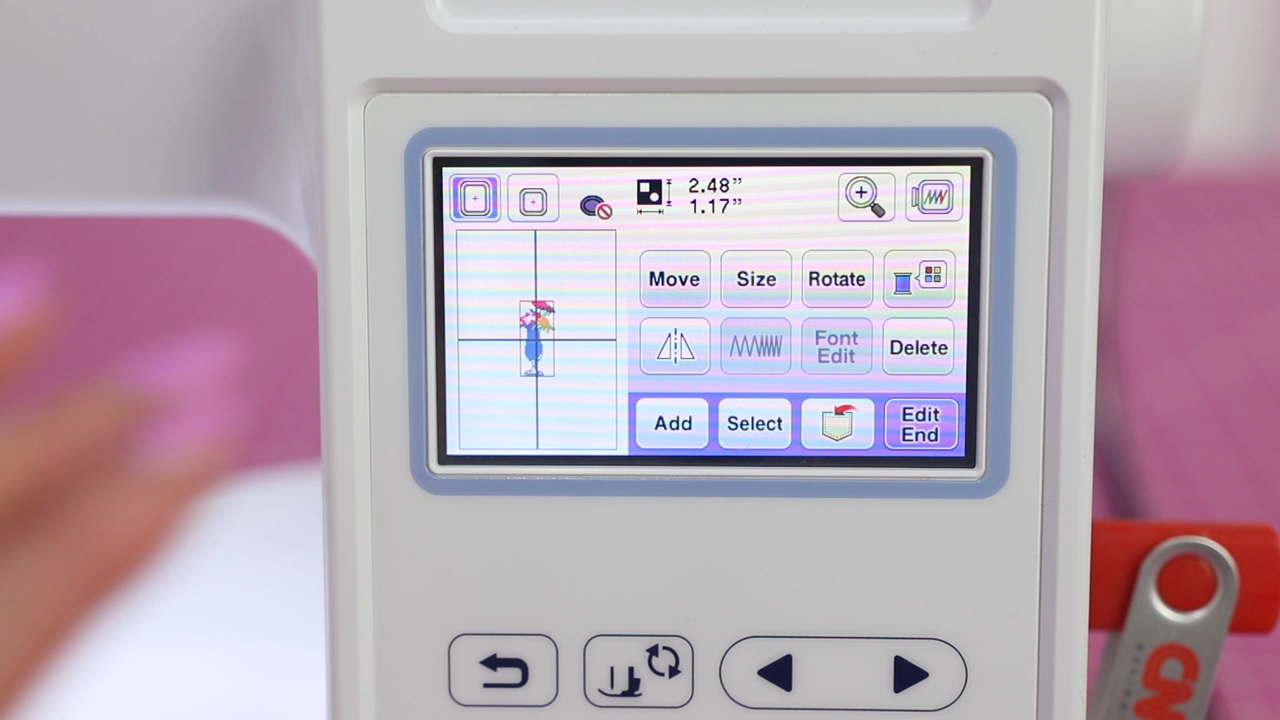 2.48”
1.17”
Move Size Rotate
Font
Edit
Delete
Add Select
Edit
End